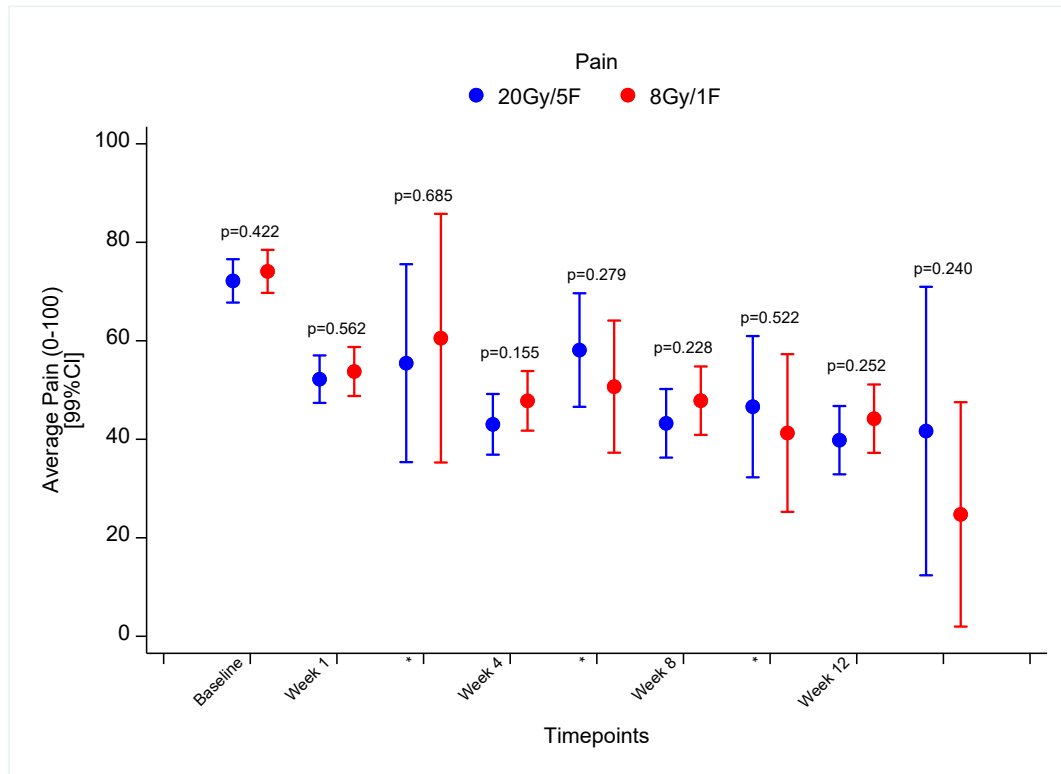 Pain
20Gy/5F 8Gy/1F
Average Pain (0-100)
[99%CI]
100
80
60
40
20
0
p=0.422
p=0.562
p=0.685
p=0.155
p=0.279
p=0.228
p=0.522
p=0.252
p=0.240
Baseline
Week 1
*
Week 4
*
Week 8
*
Week 12
Timepoints